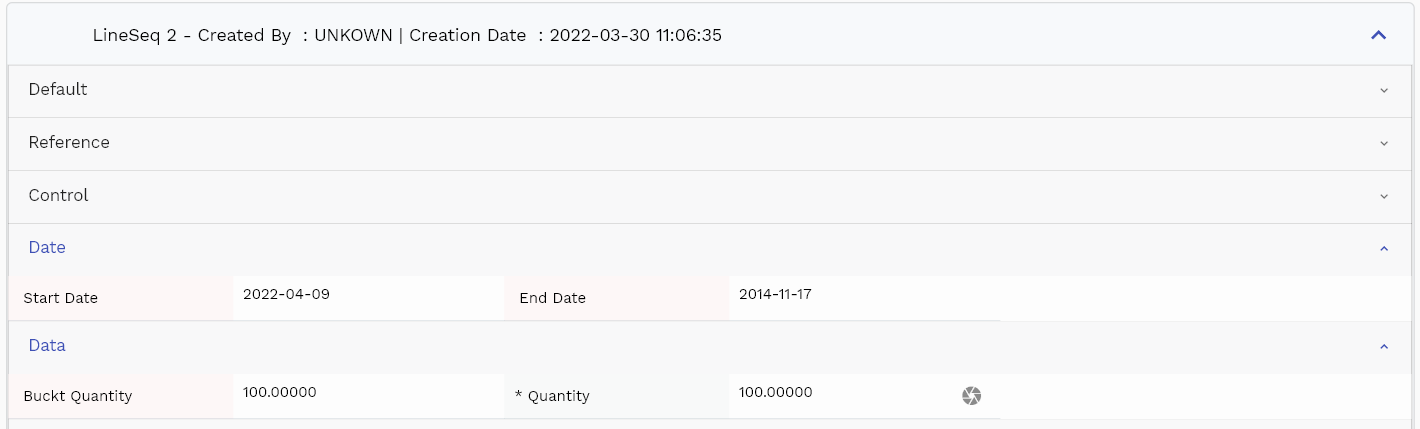 LineSeq 2 - Created By : UNKOWN | Creation Date : 2022-03-30 11:06:35
Default
Reference
Control
Date
Start Date 2022-04-09 End Date 2014-11-17
Data
Buckt Quantity 100.00000 * Quantity 100.00000